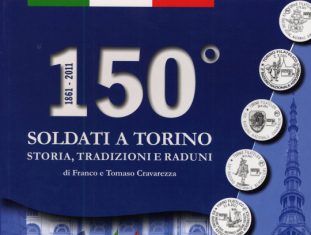 1861 - 2011
150°
SOLDATI A TORINO
STORIA, TRADIZIONI E RADUNI
di Franco e Tomaso Cravarezza